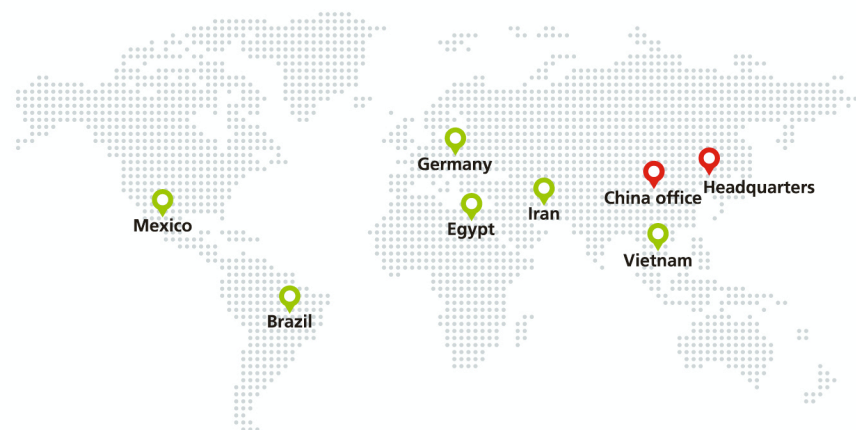 Germany
China office
Headquarters
Mexico
Egypt
Iran
Vietnam
Brazil